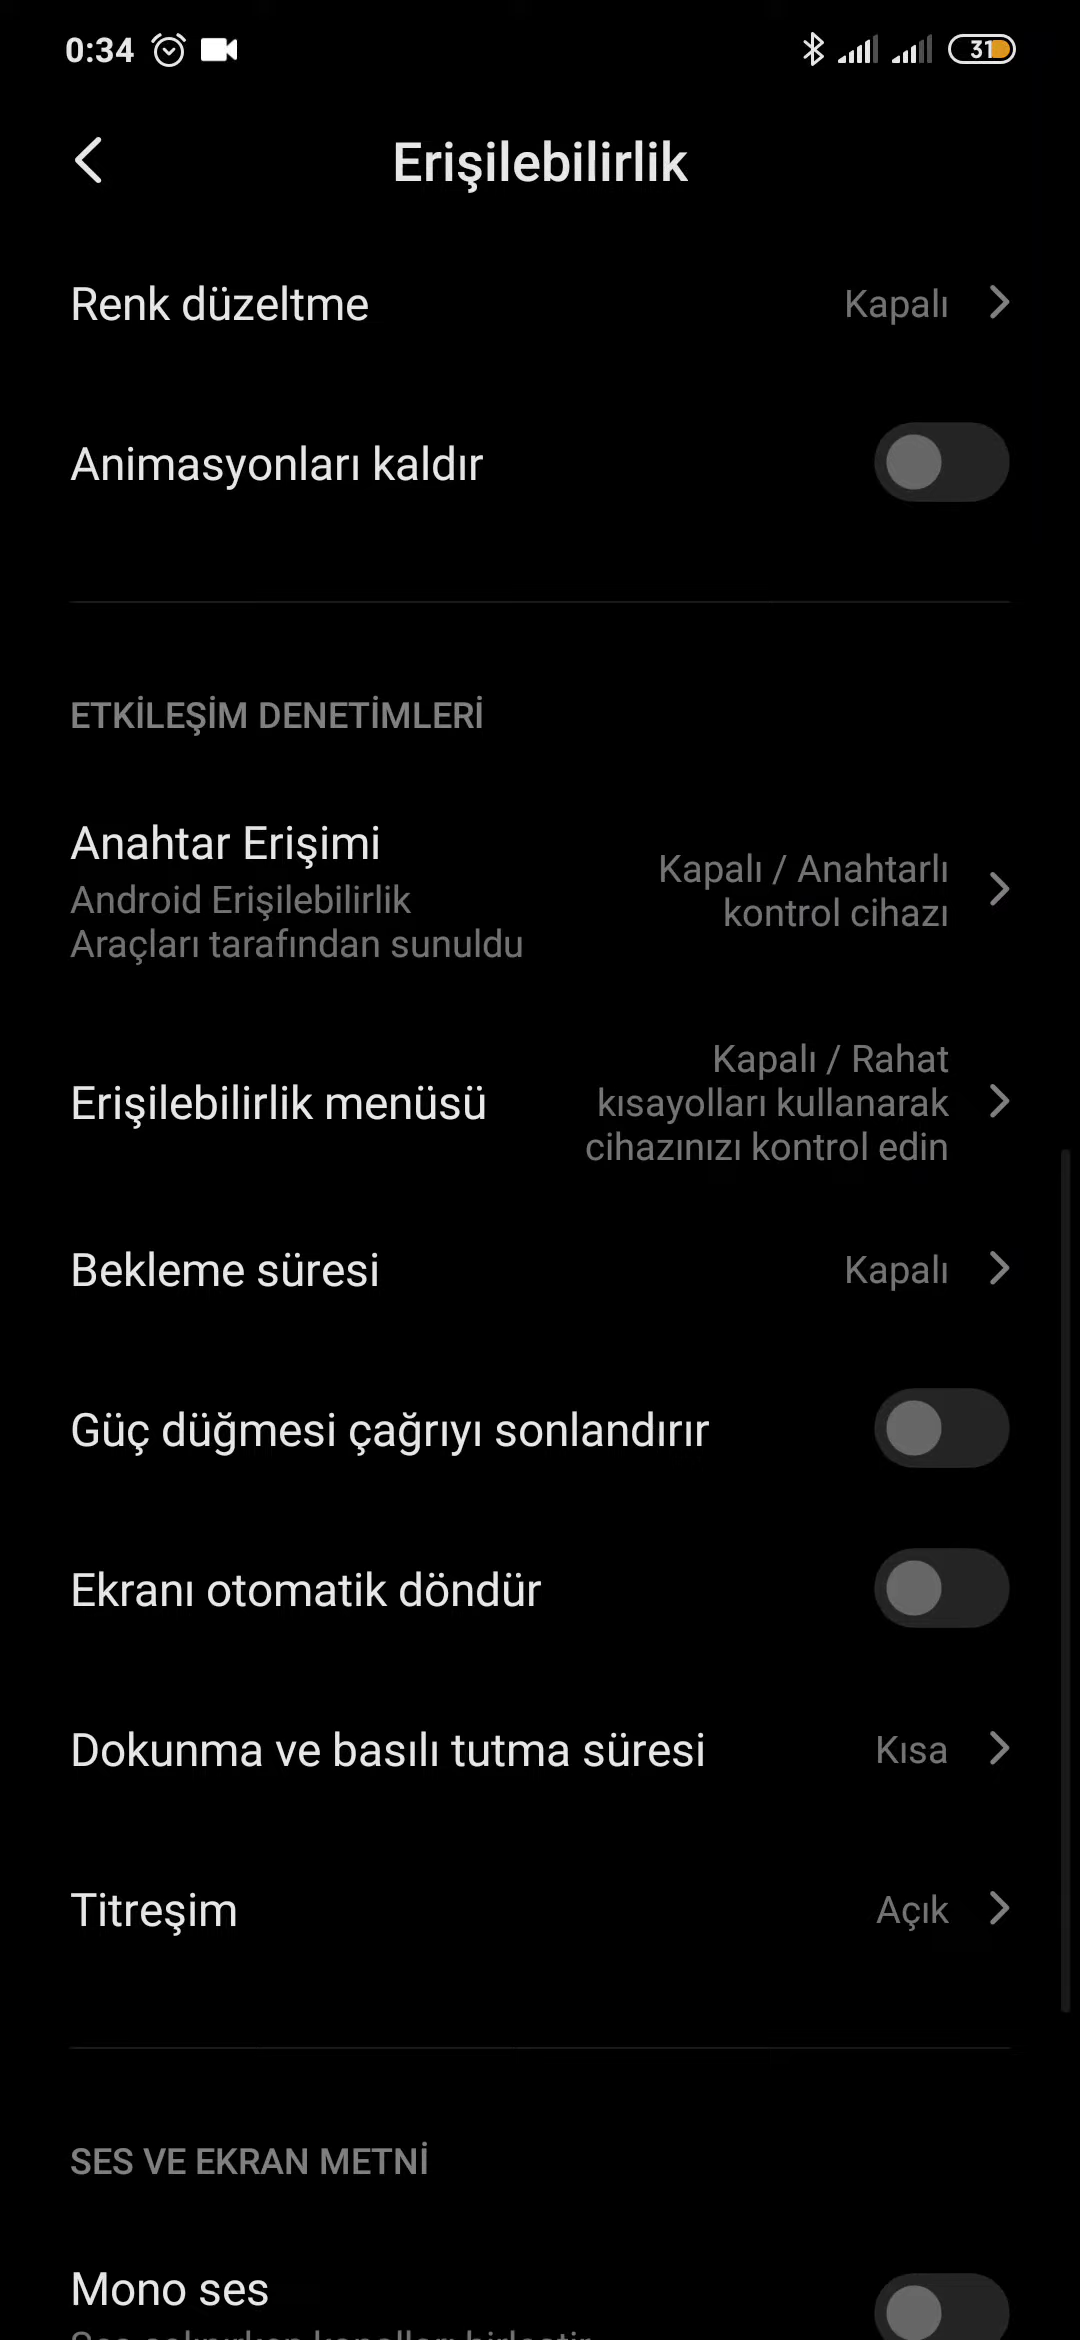 0:34
31
Erişilebilirlik
Renk düzeltme
Kapalı
Animasyonları kaldır
ETKİLEŞİM DENETİMLERİ
Anahtar Erişimi
Android Erişilebilirlik
Araçları tarafından sunuldu
Kapalı / Anahtarlı
kontrol cihazı
Erişilebilirlik menüsü
Kapalı / Rahat
kısayolları kullanarak
cihazınızı kontrol edin
Bekleme süresi
Kapalı
Güç düğmesi çağrıyı sonlandırır
Ekranı otomatik döndür
Dokunma ve basılı tutma süresi
Kısa
Titreşim
Açık
SES VE EKRAN METNİ
Mono ses